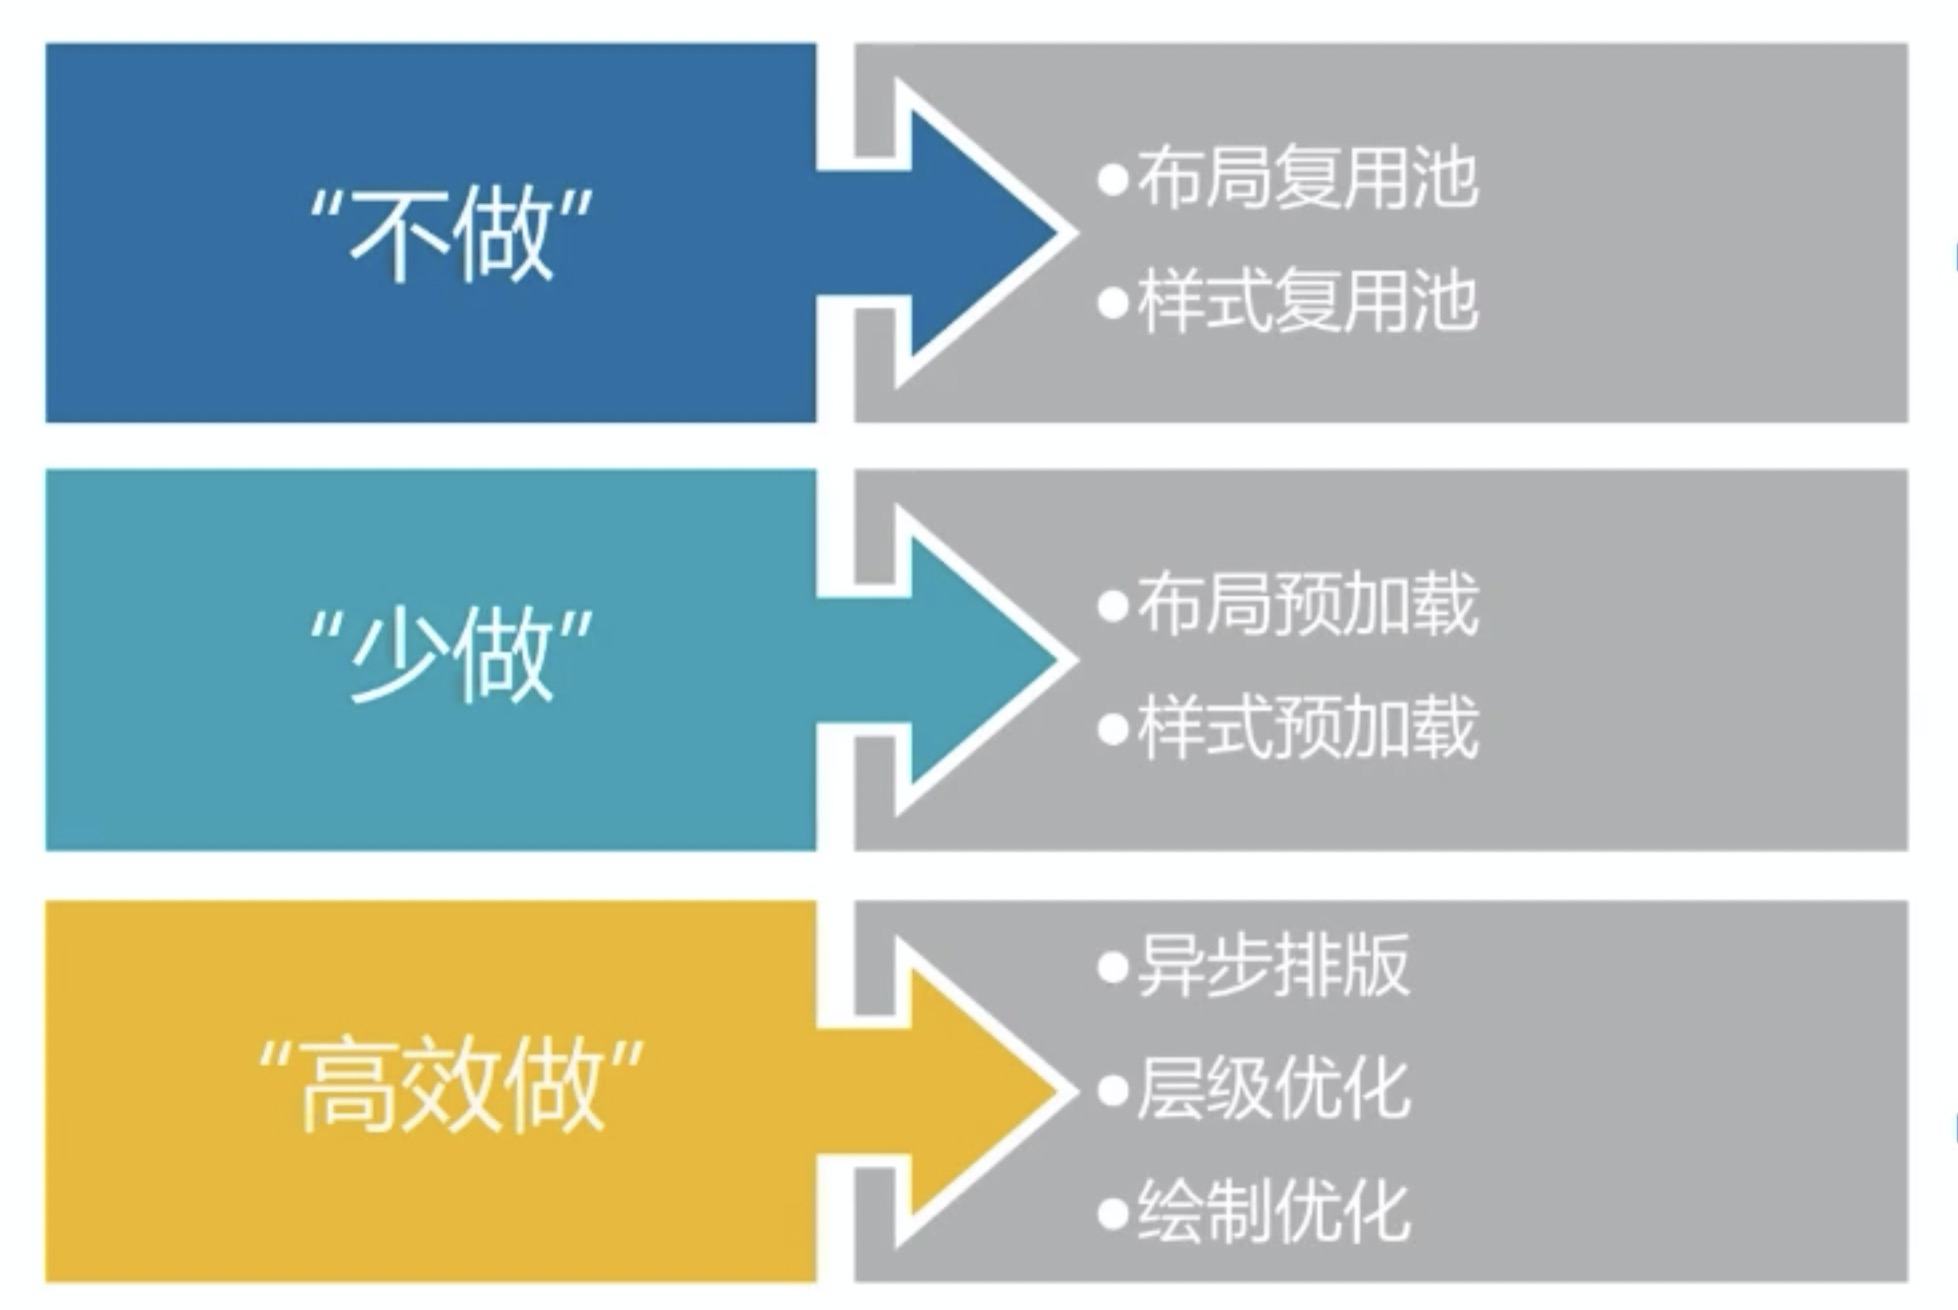 “不做”
●布局复用池
●样式复用池
“少做”
●布局预加载
●样式预加载
“高效做”
●异步排版
●层级优化
●绘制优化